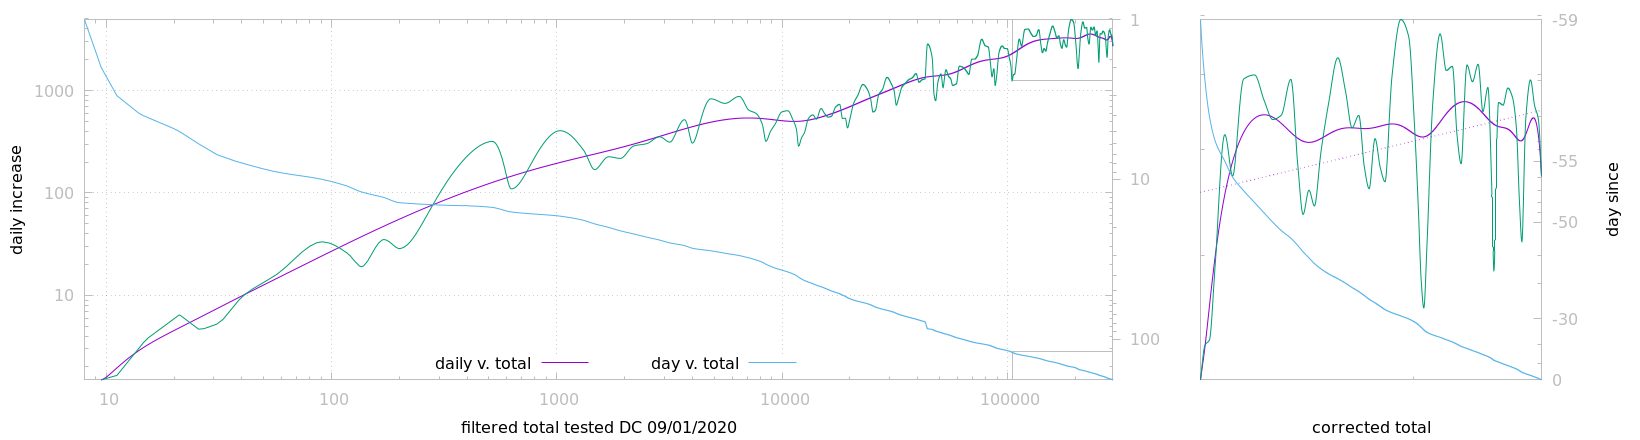 daily increase
1000
100
10
10
100
1000
10000
100000
1
10
100
daily v. total
day v. total
filtered total tested DC 09/01/2020
-59
-55
-50
-30
0
day since
corrected total